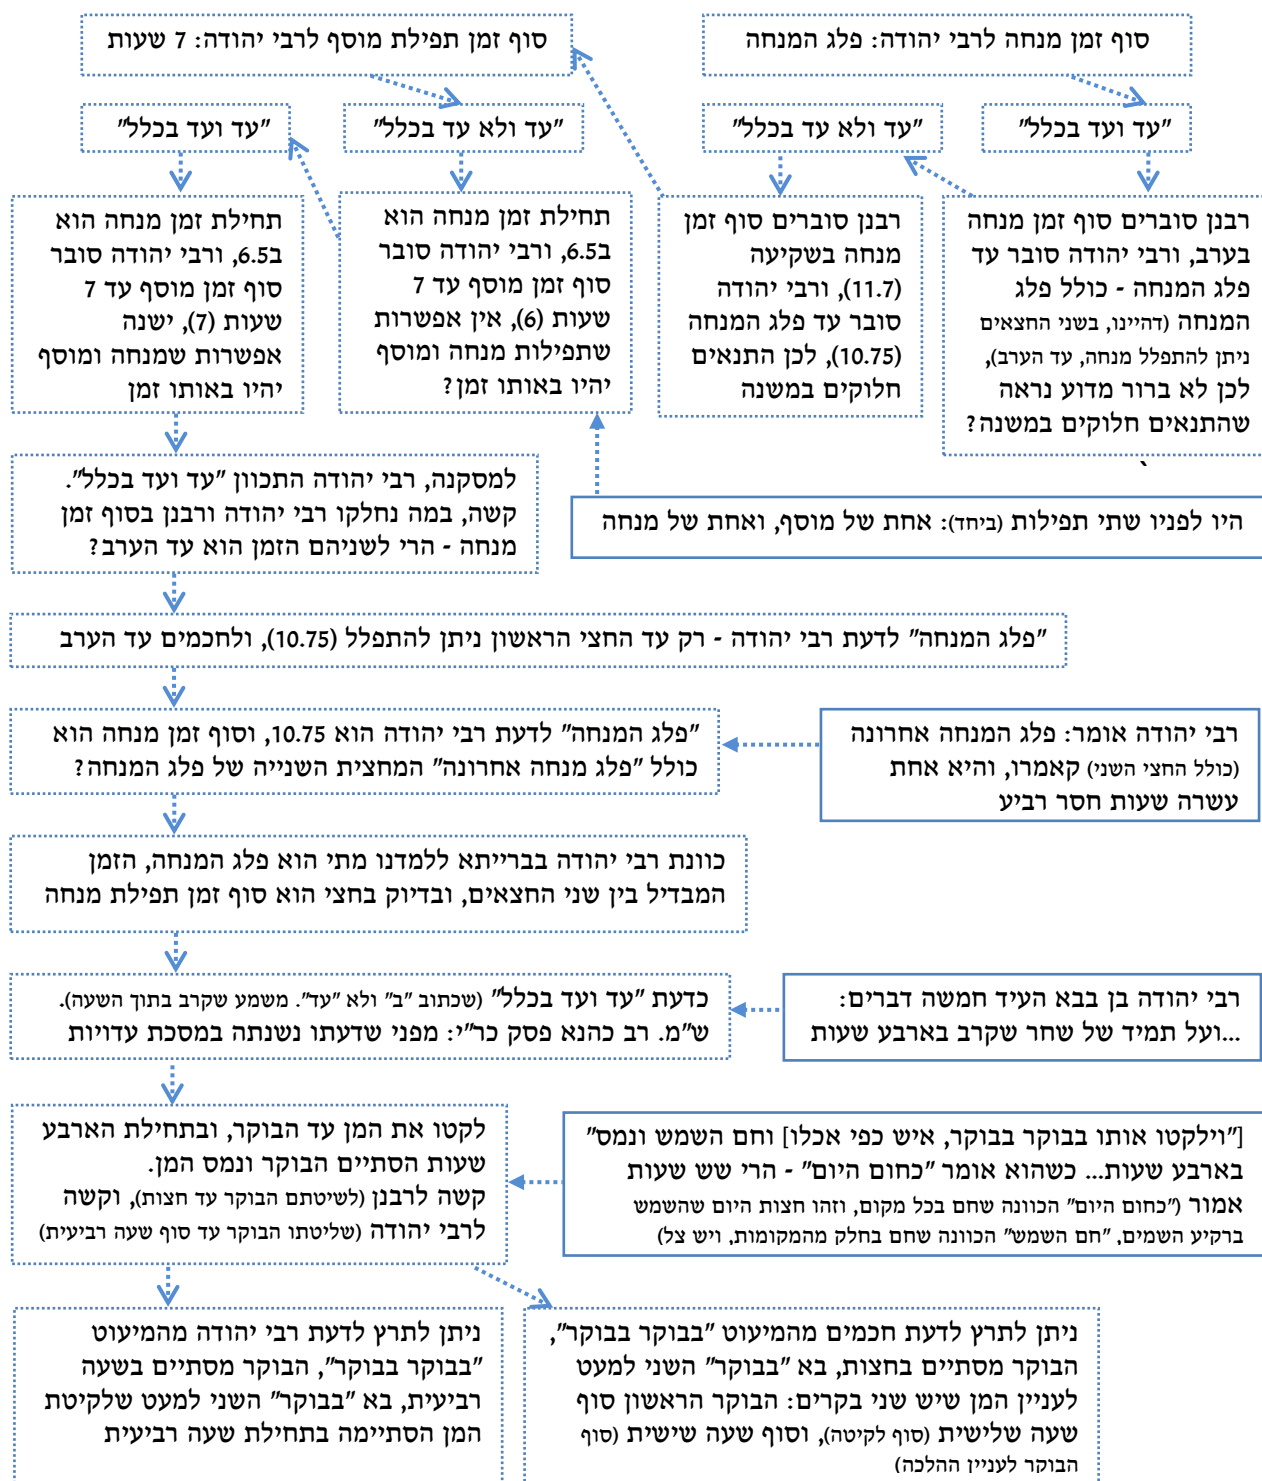 סוף זמן מנחה לרבי יהודה: פלג המנחה
סוף זמן תפילת מוסף לרבי יהודה: 7 שעות
"עד ועד בכלל"
"עד ולא עד בכלל"
"עד ולא עד בכלל"
"עד ועד בכלל"
רבנן סוברים סוף זמן מנחה
בערב, ורבי יהודה סובר עד
פלג המנחה - כולל פלג
המנחה (דהיינו, בשני החצאים
ניתן להתפלל מנחה, עד הערב),
לכן לא ברור מדוע נראה
שהתנאים חלוקים במשנה?
רבנן סוברים סוף זמן
מנחה בשקיעה
(11.7), ורבי יהודה
סובר עד פלג המנחה
(10.75), לכן התנאים
חלוקים במשנה
תחילת זמן מנחה הוא
ב6.5, ורבי יהודה סובר
סוף זמן מוסף עד 7
שעות (6), אין אפשרות
שתפילות מנחה ומוסף
יהיו באותו זמן?
תחילת זמן מנחה הוא
ב6.5, ורבי יהודה סובר
סוף זמן מוסף עד 7
שעות (7), ישנה
אפשרות שמנחה ומוסף
יהיו באותו זמן
היו לפניו שתי תפילות (ביחד): אחת של מוסף, ואחת של מנחה
למסקנה, רבי יהודה התכוון "עד ועד בכלל".
קשה, במה נחלקו רבי יהודה ורבנן בסוף זמן
מנחה - הרי לשניהם הזמן הוא עד הערב?
"פלג המנחה" לדעת רבי יהודה - רק עד החצי הראשון ניתן להתפלל (10.75), ולחכמים עד הערב
רבי יהודה אומר: פלג המנחה אחרונה
(כולל החצי השני) קאמרו, והיא אחת
עשרה שעות חסר רביע
"פלג המנחה" לדעת רבי יהודה הוא 10.75, וסוף זמן מנחה הוא
כולל "פלג מנחה אחרונה" המחצית השנייה של פלג המנחה?
כוונת רבי יהודה בברייתא ללמדנו מתי הוא פלג המנחה, הזמן
המבדיל בין שני החצאים, ובדיוק בחצי הוא סוף זמן תפילת מנחה
רבי יהודה בן בבא העיד חמשה דברים:
...ועל תמיד של שחר שקרב בארבע שעות
כדעת "עד ועד בכלל" (שכתוב "ב" ולא "עד". משמע שקרב בתוך השעה).
ש"מ. רב כהנא פסק כר"י: מפני שדעתו נשנתה במסכת עדויות
["וילקטו אותו בבוקר בבוקר, איש כפי אכלו] וחם השמש ונמס"
בארבע שעות... כשהוא אומר "כחום היום" - הרי שש שעות
אמור ("כחום היום" הכוונה שחם בכל מקום, וזהו חצות היום שהשמש
ברקיע השמים, "חם השמש" הכוונה שחם בחלק מהמקומות, ויש צל)
לקטו את המן עד הבוקר, ובתחילת הארבע
שעות הסתיים הבוקר ונמס המן.
קשה לרבנן (לשיטתם הבוקר עד חצות), וקשה
לרבי יהודה (שליטתו הבוקר עד סוף שעה רביעית)
ניתן לתרץ לדעת חכמים מהמיעוט "בבוקר בבוקר",
הבוקר מסתיים בחצות, בא "בבוקר" השני למעט
לעניין המן שיש שני בקרים: הבוקר הראשון סוף
שעה שלישית (סוף לקיטה), וסוף שעה שישית (סוף
הבוקר לעניין ההלכה)
ניתן לתרץ לדעת רבי יהודה מהמיעוט
"בבוקר בבוקר", הבוקר מסתיים בשעה
רביעית, בא "בבוקר" השני למעט שלקיטת
המן הסתיימה בתחילת שעה רביעית